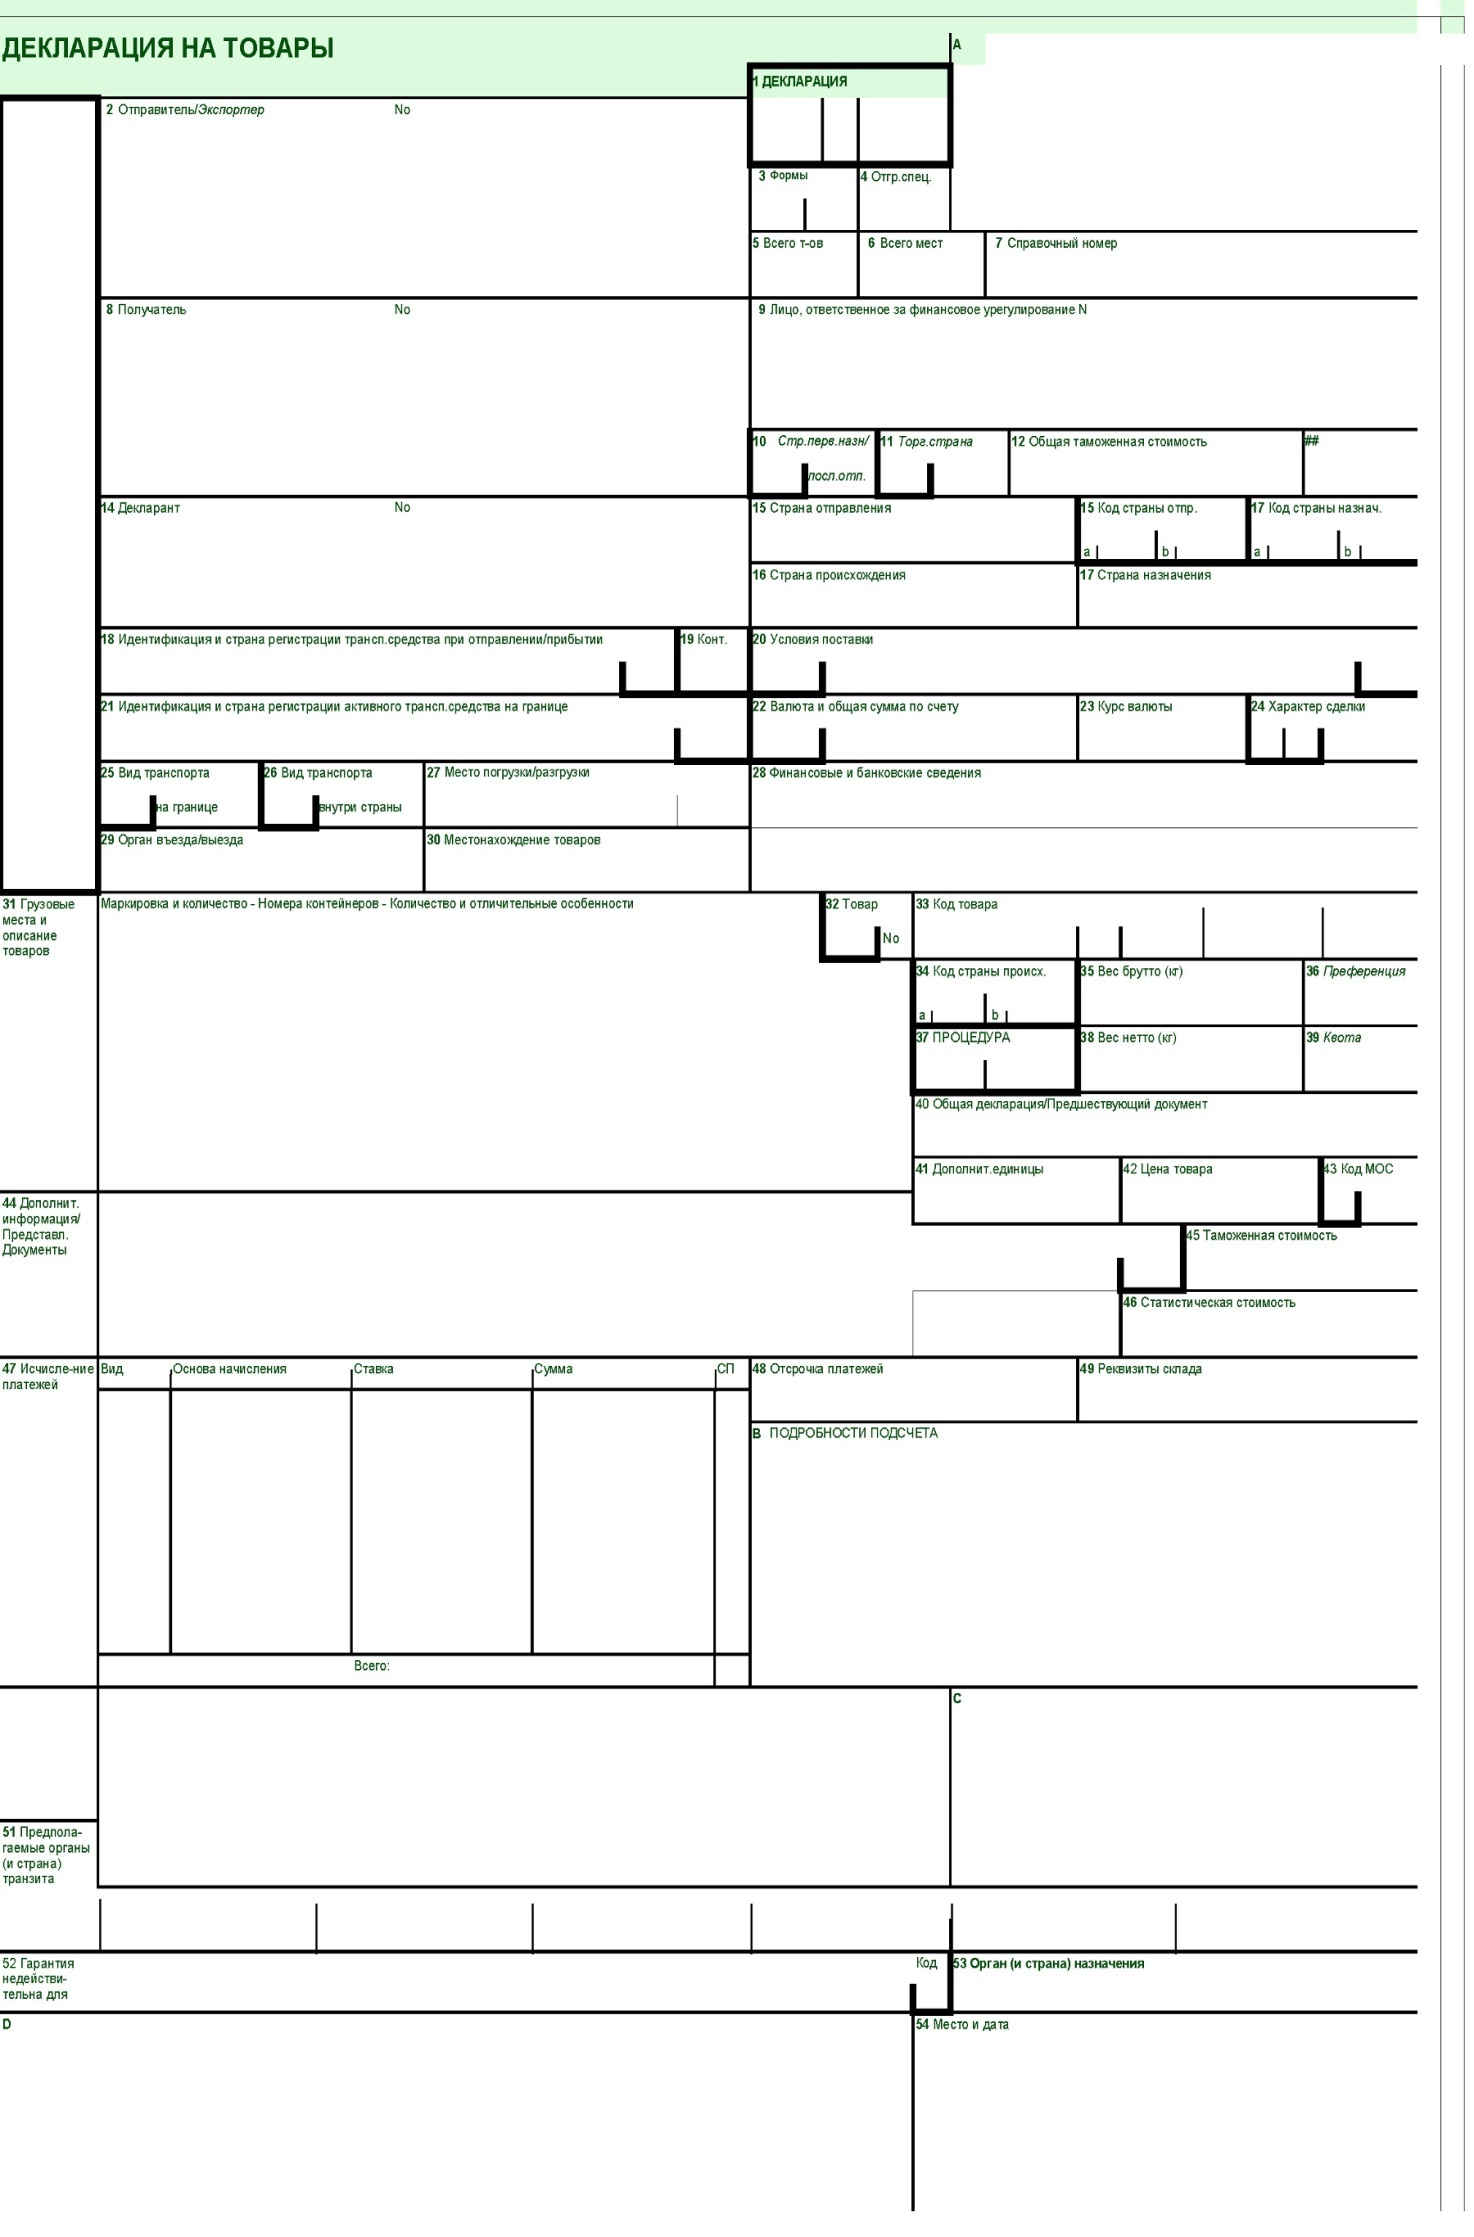 ДЕКЛАРАЦИЯ НА ТОВАРЫ
A
1 ДЕКЛАРАЦИЯ
2 Отправитель/Экспортер No
3 Формы 4 Отгр.спец.
5 Всего т-ов 6 Всего мест 7 Справочный номер
8 Получатель No 9 Лицо, ответственное за финансовое урегулирование N
10 Стр.перв.назн/ 11 Торг.страна 12 Общая таможенная стоимость ##
посл.отп.
14 Декларант No 15 Страна отправления 15 Код страны отпр. 17 Код страны назнач.
a b a b
16 Страна происхождения 17 Страна назначения
18 Идентификация и страна регистрации трансп.средства при отправлении/прибытии 19 Конт. 20 Условия поставки
21 Идентификация и страна регистрации активного трансп.средства на границе 22 Валюта и общая сумма по счету 23 Курс валюты 24 Характер сделки
25 Вид транспорта 26 Вид транспорта 27 Место погрузки/разгрузки 28 Финансовые и банковские сведения
на границе внутри страны
29 Орган въезда/выезда 30 Местонахождение товаров
31 Грузовые Маркировка и количество - Номера контейнеров - Количество и отличительные особенности 32 Товар 33 Код товара
места и
описание No
товаров
34 Код страны происх. 35 Вес брутто (кг) 36 Преференция
a b
37 ПРОЦЕДУРА 38 Вес нетто (кг) 39 Квота
40 Общая декларация/Предшествующий документ
41 Дополнит.единицы 42 Цена товара 43 Код МОС
44 Дополнит.
информация/
Представл.
Документы
45 Таможенная стоимость
46 Статистическая стоимость
47 Исчисле-ние Вид Основа начисления Ставка Сумма СП 48 Отсрочка платежей 49 Реквизиты склада
платежей
B ПОДРОБНОСТИ ПОДСЧЕТА
Всего:
C
51 Предпола-
гаемые органы
(и страна)
транзита
52 Гарантия Код 53 Орган (и страна) назначения
недействи-
тельна для
D 54 Место и дата